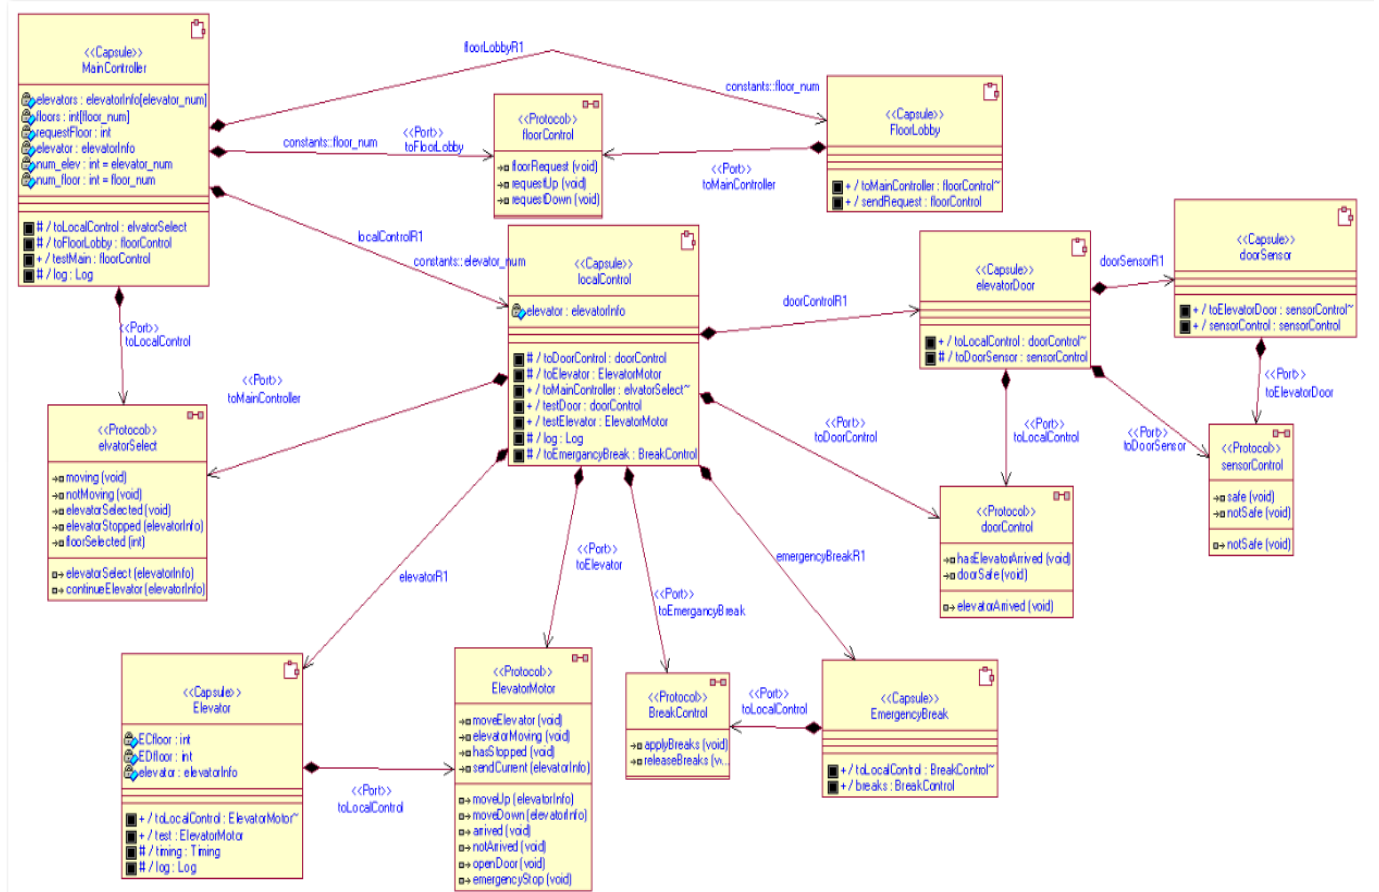 <<Capsule>>
MainController
elevators : elevatorInfo[elevator_num]
floors : int[floor_num]
requestFloor : int
elevator : elevatorInfo
num_elev : int = elevator_num
num_floor : int = floor_num
# / toLocalControl : elvatorSelect
# / toFloorLobby : floorControl
+ / testMain : floorControl
# / log : Log
floorLobbyR1
constants::floor_num
constants::floor_num
<<Port>>
toFloorLobby
<<Protocol>>
floorControl
floorRequest (void)
requestUp (void)
requestDown (void)
<<Port>>
toMainController
<<Capsule>>
FloorLobby
+ / toMainController : floorControl~
+ / sendRequest : floorControl
localControlR1
constants::elevator_num
<<Capsule>>
localControl
elevator : elevatorInfo
# / toDoorControl : doorControl
# / toElevator : ElevatorMotor
+ / toMainController : elvatorSelect~
+ / testDoor : doorControl
+ / testElevator : ElevatorMotor
# / log : Log
# / toEmergancyBreak : BreakControl
doorControlR1
<<Capsule>>
elevatorDoor
+ / toLocalControl : doorControl~
# / toDoorSensor : sensorControl
doorSensorR1
<<Capsule>>
doorSensor
+ / toElevatorDoor : sensorControl~
+ / sensorControl : sensorControl
<<Port>>
toLocalControl
<<Port>>
toMainController
<<Protocol>>
elvatorSelect
moving (void)
notMoving (void)
elevatorSelected (void)
elevatorStopped (elevatorInfo)
floorSelected (int)
elevatorSelect (elevatorInfo)
continueElevator (elevatorInfo)
<<Port>>
toDoorControl
<<Port>>
toLocalControl
<<Port>>
toDoorSensor
<<Port>>
toElevatorDoor
<<Protocol>>
sensorControl
safe (void)
notSafe (void)
notSafe (void)
<<Protocol>>
doorControl
hasElevatorArrived (void)
doorSafe (void)
elevatorArrived (void)
elevatorR1
<<Port>>
toElevator
<<Port>>
toEmergancyBreak
emergencyBreakR1
<<Capsule>>
Elevator
ECfloor : int
EDfloor : int
elevator : elevatorInfo
+ / toLocalControl : ElevatorMotor~
+ / test : ElevatorMotor
# / timing : Timing
# / log : Log
<<Port>>
toLocalControl
<<Protocol>>
ElevatorMotor
moveElevator (void)
elevatorMoving (void)
hasStopped (void)
sendCurrent (elevatorInfo)
moveUp (elevatorInfo)
moveDown (elevatorInfo)
arrived (void)
notArrived (void)
openDoor (void)
emergencyStop (void)
<<Protocol>>
BreakControl
applyBreaks (void)
releaseBreaks (v...
<<Port>>
toLocalControl
<<Capsule>>
EmergencyBreak
+ / toLocalControl : BreakControl~
+ / breaks : BreakControl